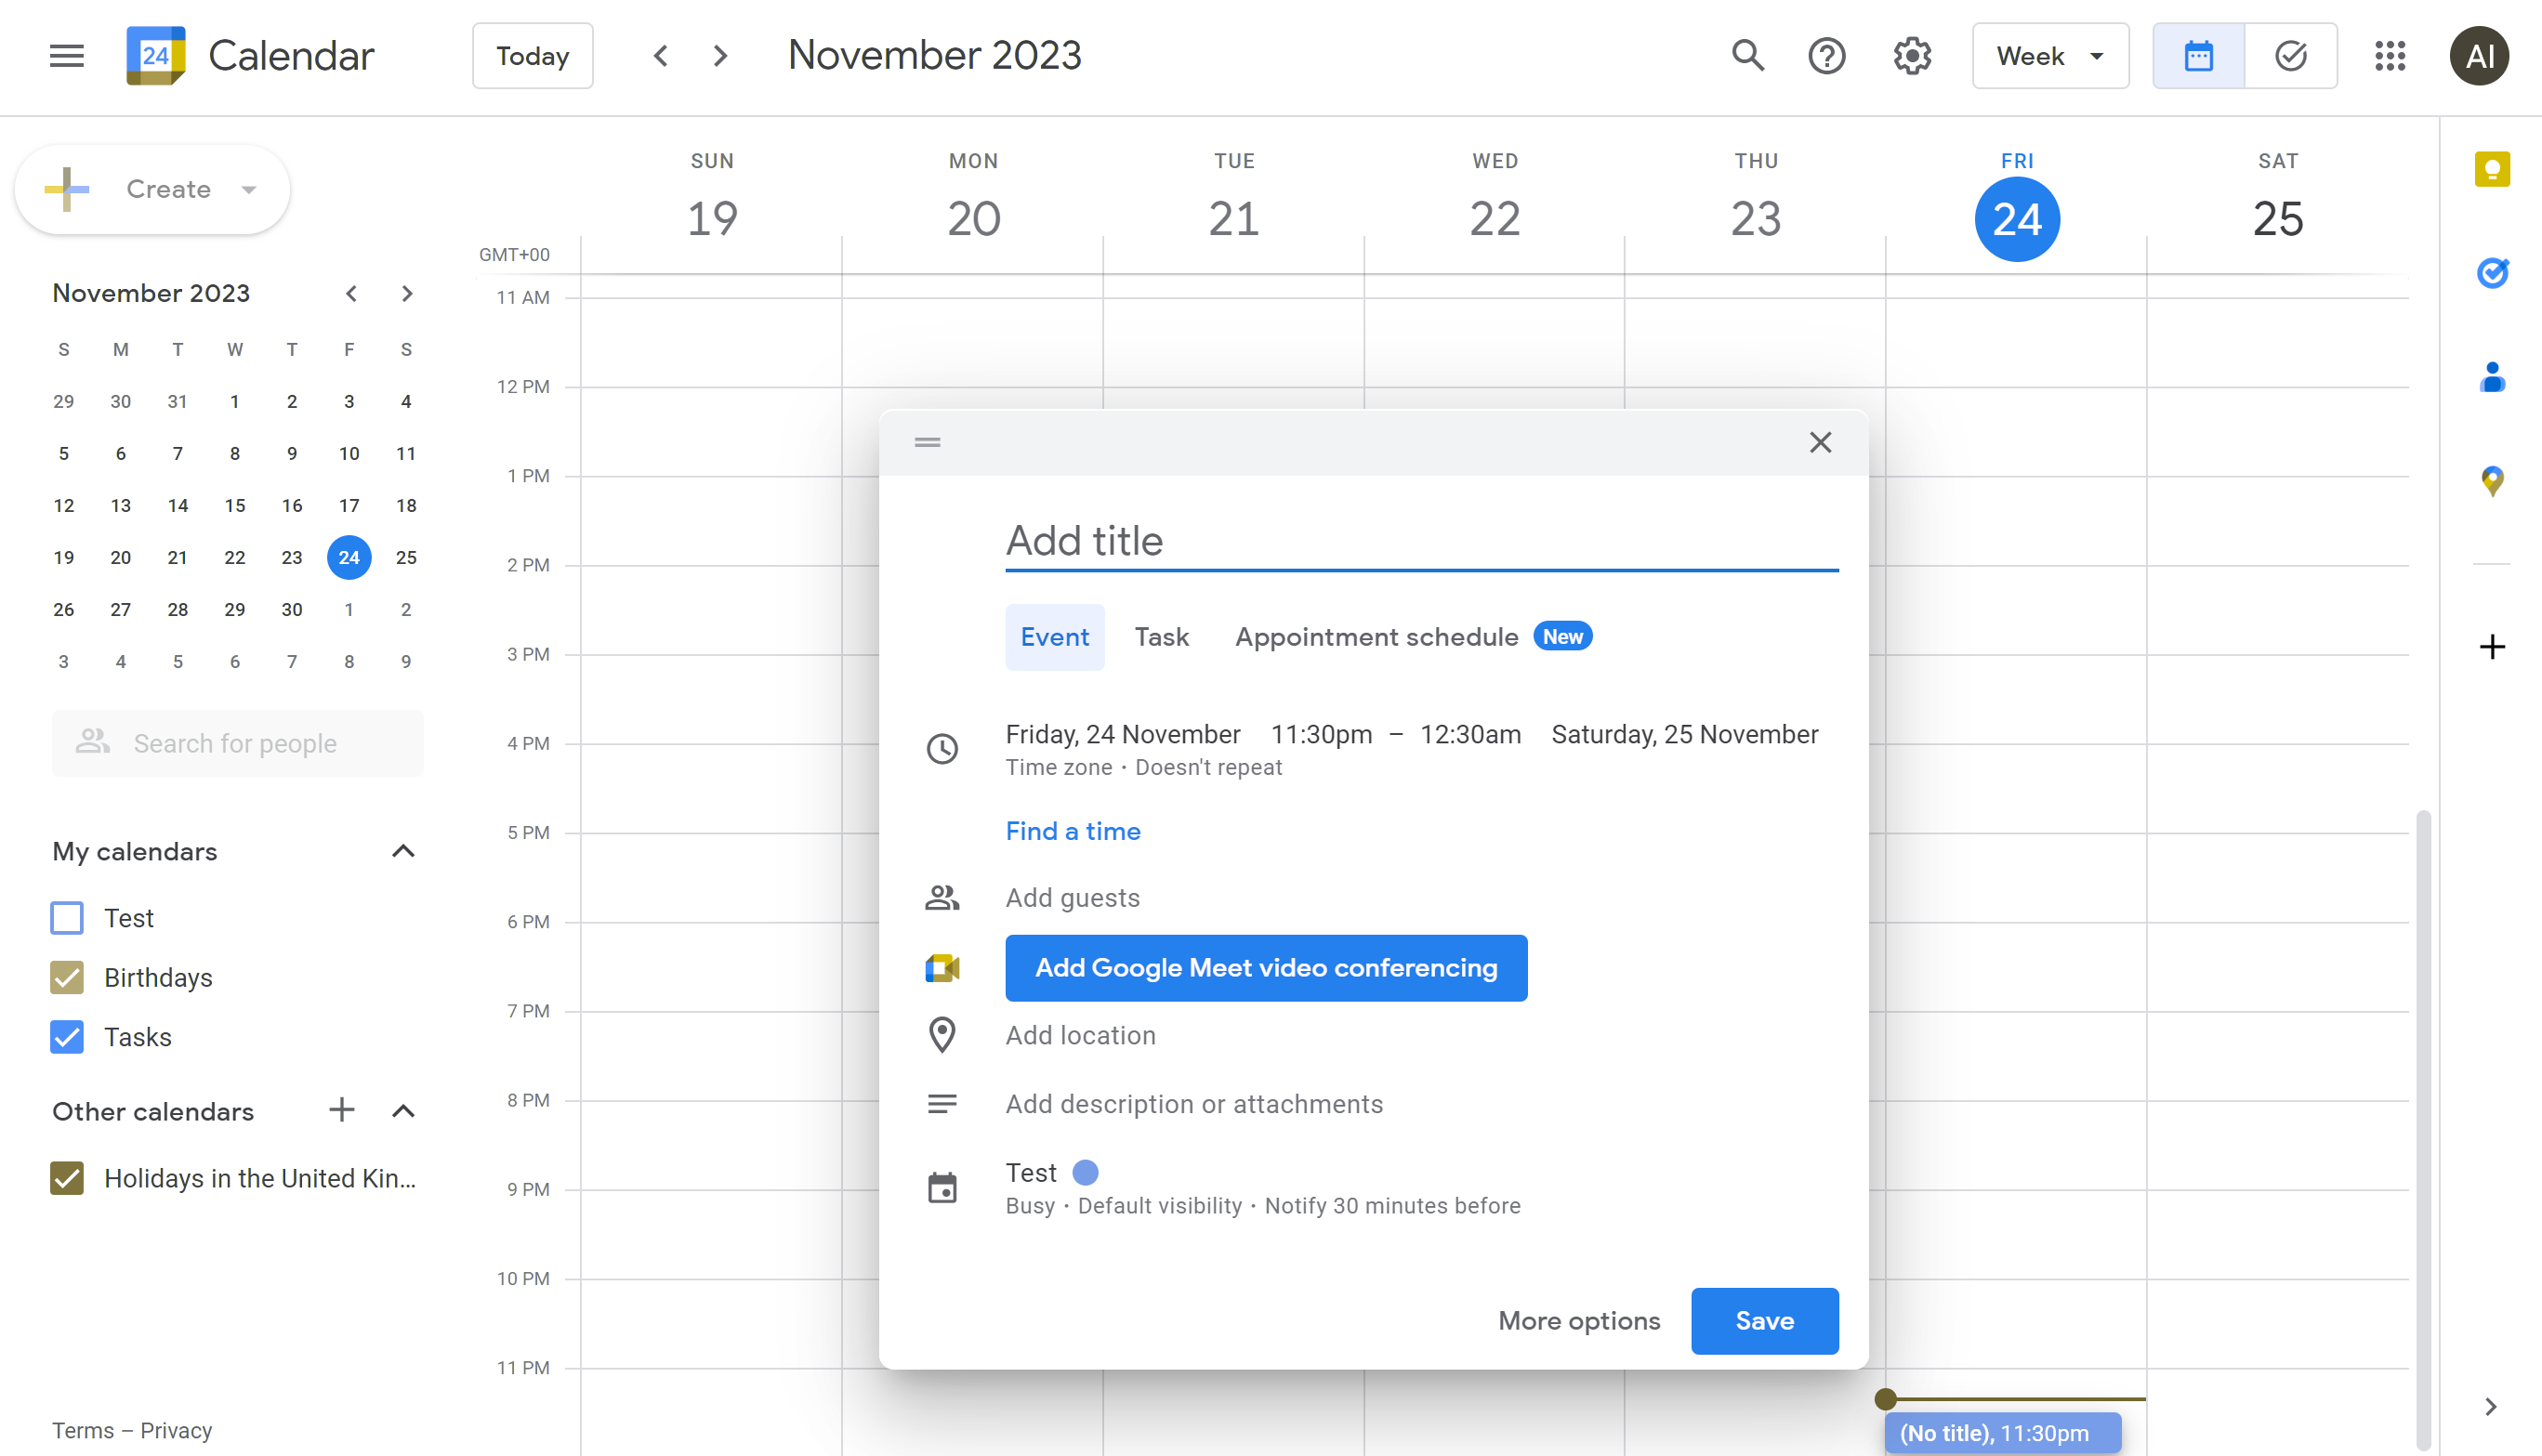 24 Calendar
Today
November 2023
Week
AI
Create
November 2023
S M T W T F S
29 30 31 1 2 3 4
5 6 7 8 9 10 11
12 13 14 15 16 17 18
19 20 21 22 23 24 25
26 27 28 29 30 1 2
3 4 5 6 7 8 9
Search for people
My calendars
Test
Birthdays
Tasks
Other calendars
Holidays in the United Kin...
Terms – Privacy
SUN MON TUE WED THU FRI SAT
19 20 21 22 23 24 25
GMT+00
11 AM
12 PM
1 PM
2 PM
3 PM
4 PM
5 PM
6 PM
7 PM
8 PM
9 PM
10 PM
11 PM
Add title
Event Task Appointment schedule New
Friday, 24 November 11:30pm – 12:30am Saturday, 25 November
Time zone • Doesn't repeat
Find a time
Add guests
Add Google Meet video conferencing
Add location
Add description or attachments
Test
Busy • Default visibility • Notify 30 minutes before
More options Save
(No title), 11:30pm